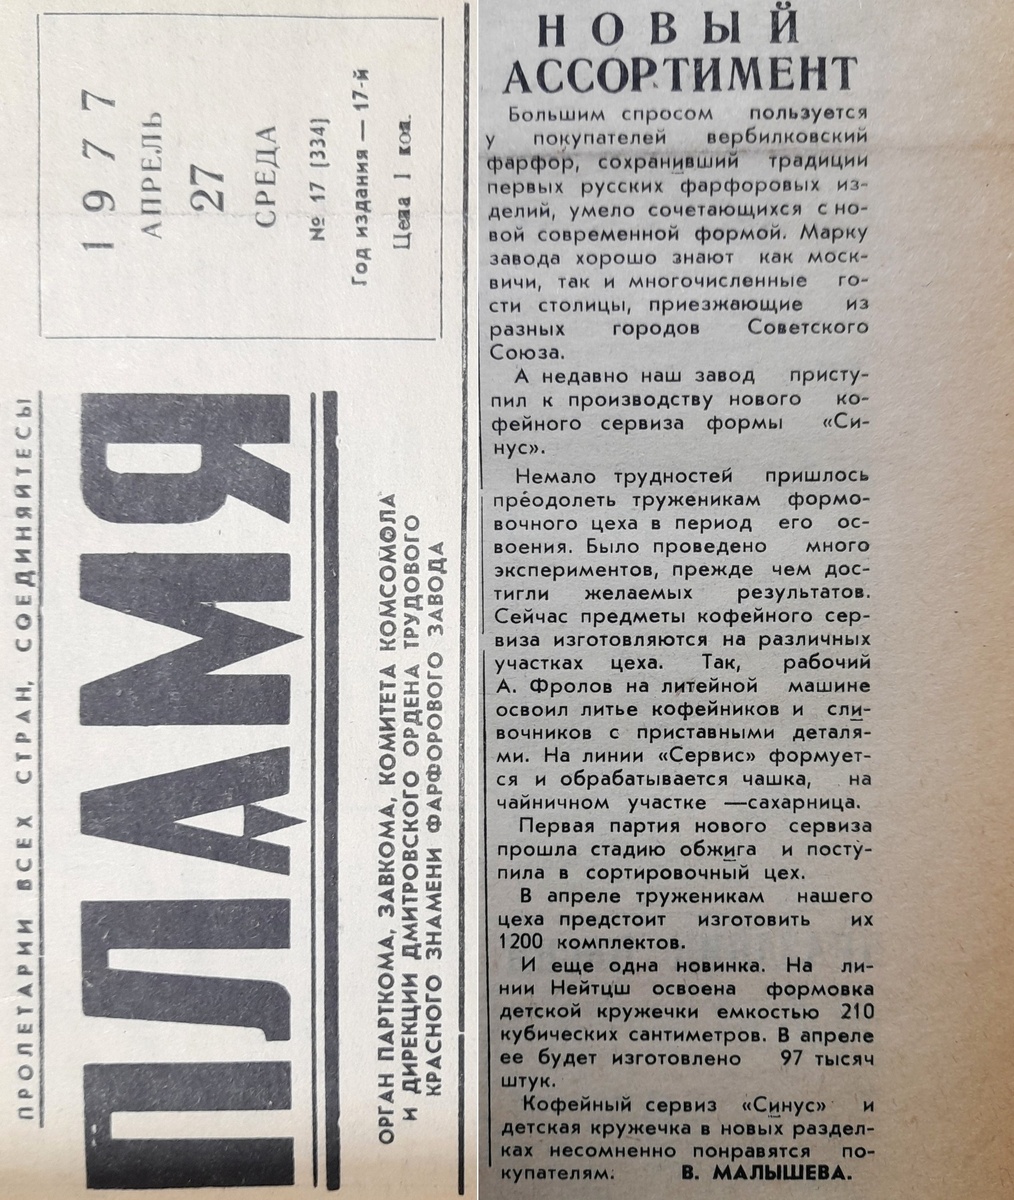 ПРОЛЕТАРИИ ВСЕХ СТРАН, СОЕДИНЯЙТЕСЬ
ПЛАМЯ
ОРГАН ПАРТКОМА, ЗАВКОМА, КОМИТЕТА КОМСОМОЛА
И ДИРЕКЦИИ ДМИТРОВСКОГО ОРДЕНА ТРУДОВОГО
КРАСНОГО ЗНАМЕНИ ФАРФОРОВОГО ЗАВОДА
1977
АПРЕЛЬ
27
СРЕДА
№ 17 (334)
Год издания — 17-й
Цена 1 коп.
НОВЫЙ
АССОРТИМЕНТ
Большим спросом пользуется
у покупателей вербилковский
фарфор, сохранивший традиции
первых русских фарфоровых из-
делий, умело сочетающихся с но-
вой современной формой. Марку
завода хорошо знают как моск-
вичи, так и многочисленные го-
сти столицы, приезжающие из
разных городов Советского
Союза.
А недавно наш завод присту-
пил к производству нового ко-
фейного сервиза формы «Си-
нус».
Немало трудностей пришлось
преодолеть труженикам формо-
вочного цеха в период его ос-
воения. Было проведено много
экспериментов, прежде чем дос-
тигли желаемых результатов.
Сейчас предметы кофейного сер-
виза изготовляются на различных
участках цеха. Так, рабочий
А. Фролов на литейной машине
освоил литье кофейников и сли-
вочников с приставными деталя-
ми. На линии «Сервис» формует-
ся и обрабатывается чашка, на
чайничном участке —сахарница.
Первая партия нового сервиза
прошла стадию обжига и посту-
пила в сортировочный цех.
В апреле труженикам нашего
цеха предстоит изготовить их
1200 комплектов.
И еще одна новинка. На ли-
нии Нейтцш освоена формовка
детской кружечки емкостью 210
кубических сантиметров. В апреле
ее будет изготовлено 97 тысяч
штук.
Кофейный сервиз «Синус» и
детская кружечка в новых раздел-
ках несомненно понравятся по-
купателям. В. МАЛЫШЕВА.